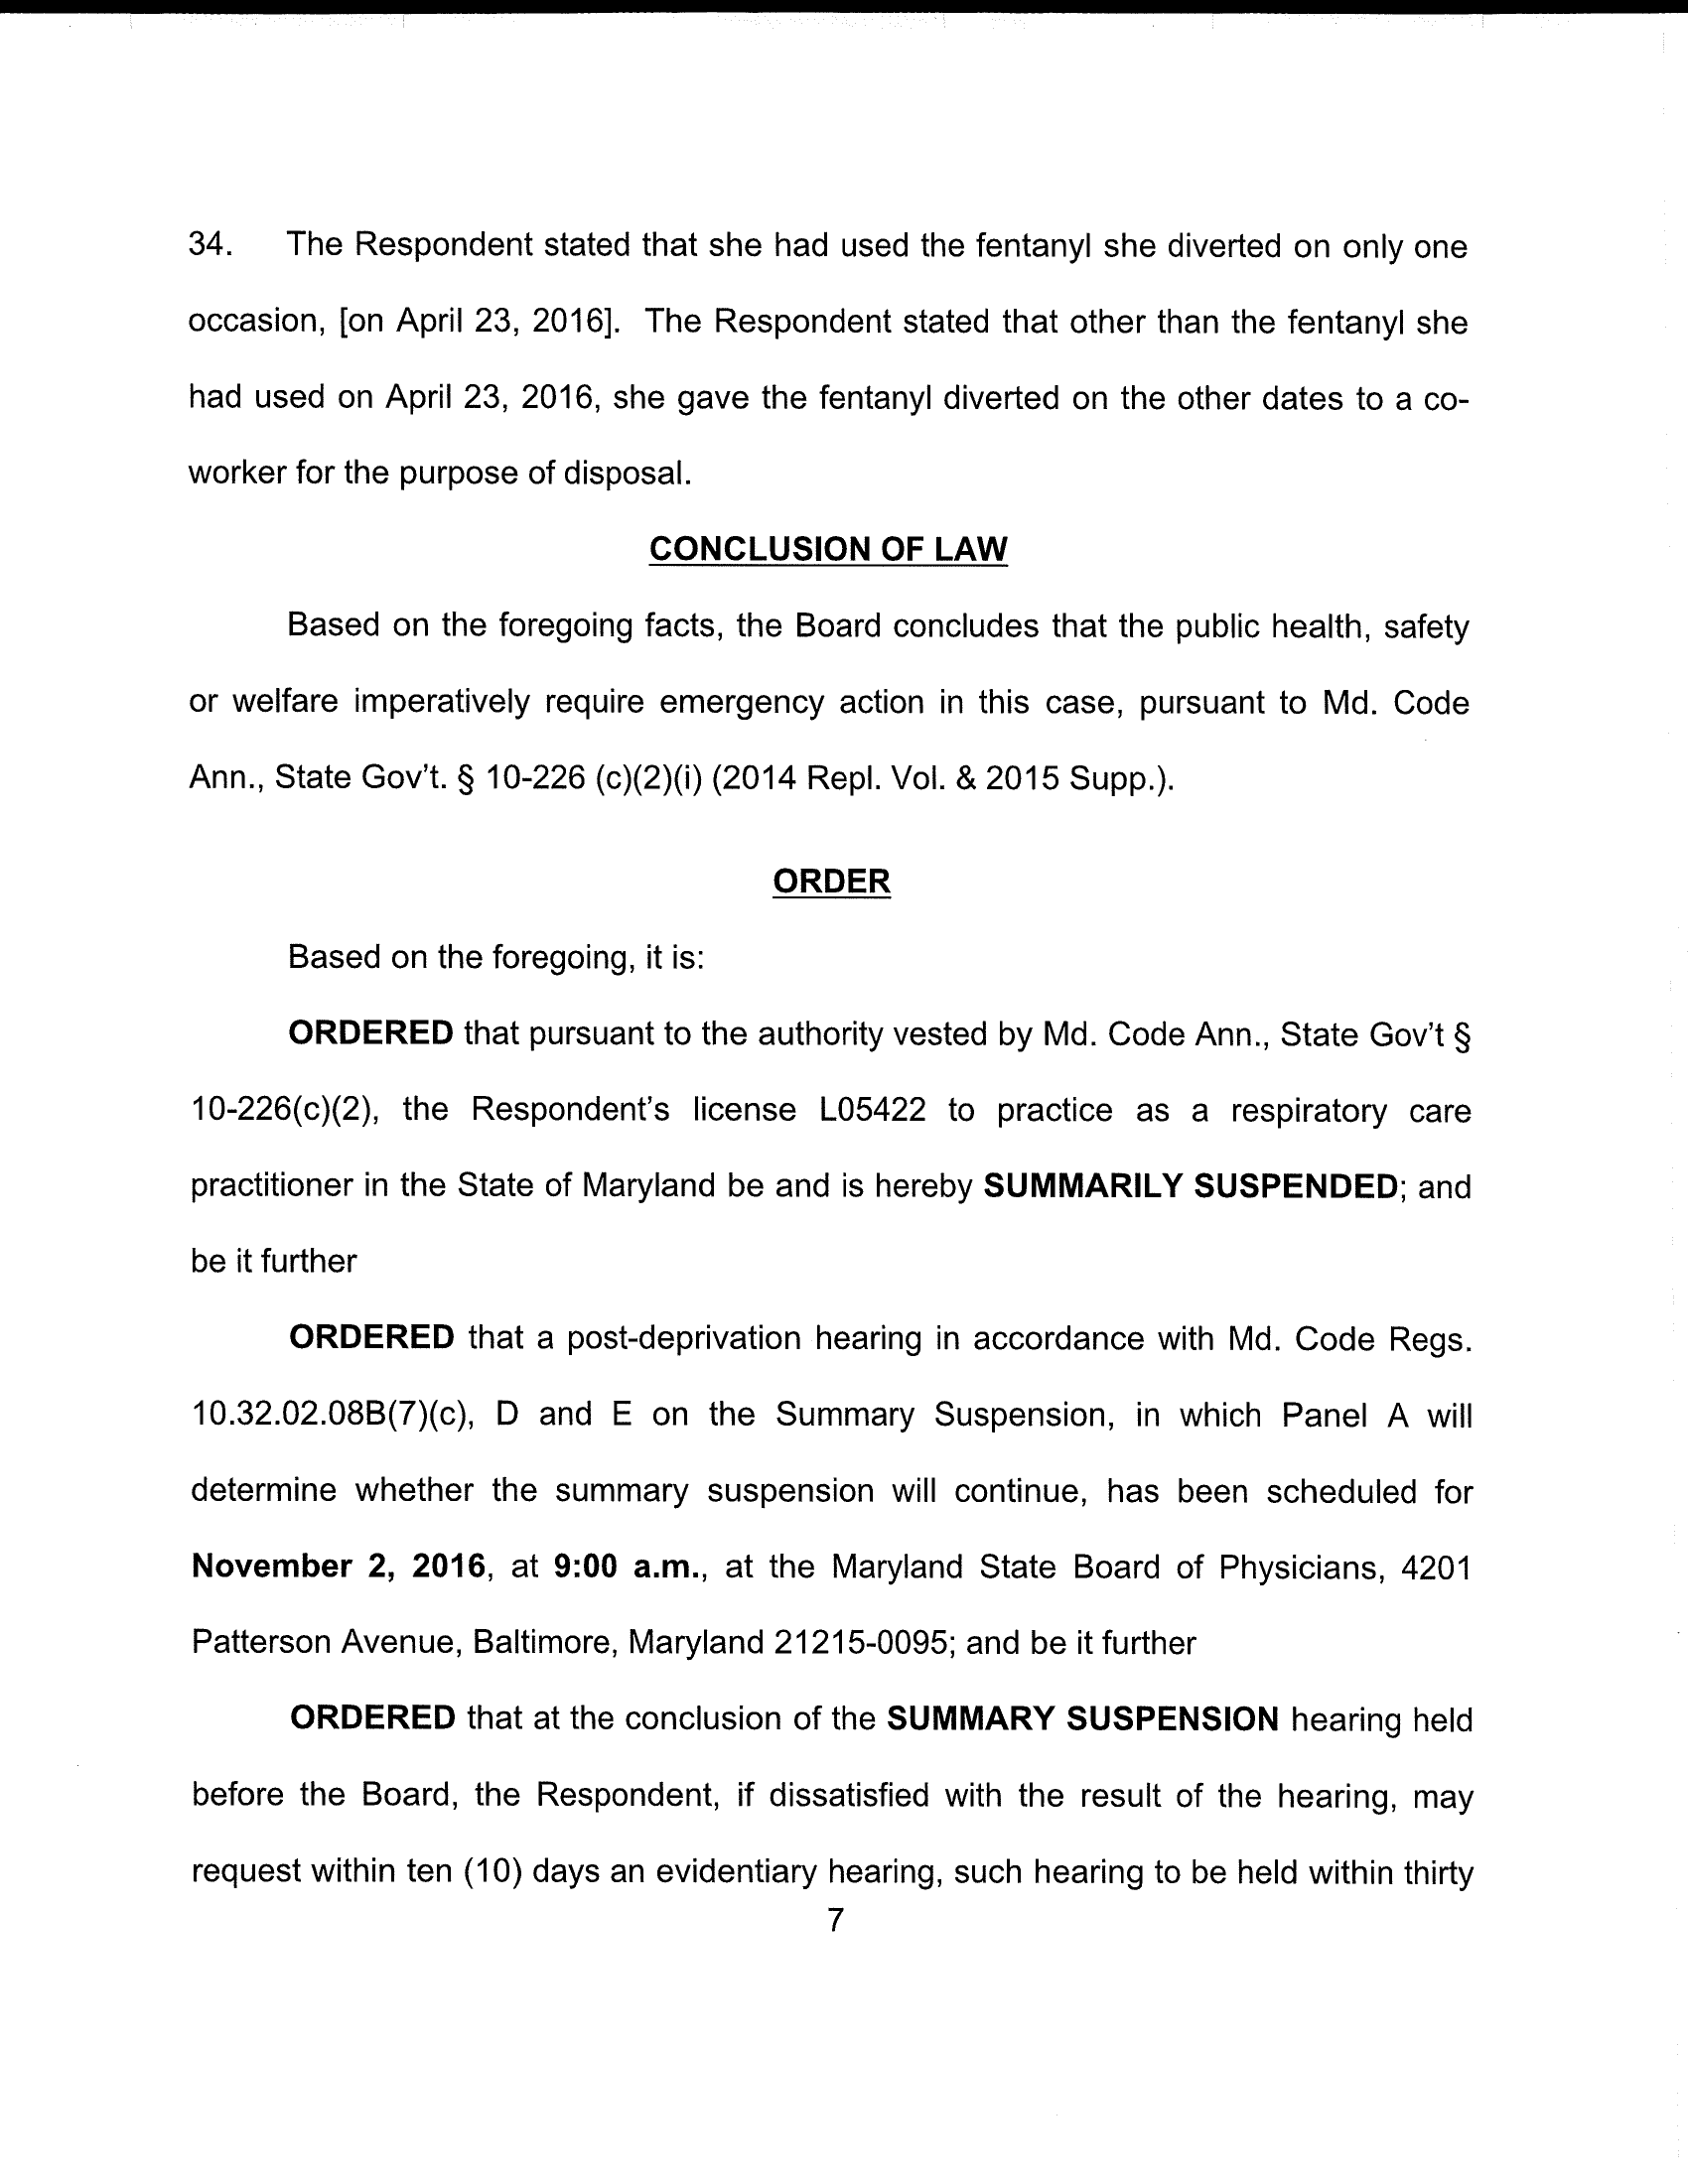 34. The Respondent stated that she had used the fentanyl she diverted on only one
occasion, [on April 23, 2016]. The Respondent stated that other than the fentanyl she
had used on April 23, 2016, she gave the fentanyl diverted on the other dates to a co-
worker for the purpose of disposal.
CONCLUSION OF LAW
Based on the foregoing facts, the Board concludes that the public health, safety
or welfare imperatively require emergency action in this case, pursuant to Md. Code
Ann., State Gov't. § 10-226 (c)(2)(i) (2014 Repl. Vol. & 2015 Supp.).
ORDER
Based on the foregoing, it is:
ORDERED that pursuant to the authority vested by Md. Code Ann., State Gov't §
10-226(c)(2), the Respondent's license L05422 to practice as a respiratory care
practitioner in the State of Maryland be and is hereby SUMMARILY SUSPENDED; and
be it further
ORDERED that a post-deprivation hearing in accordance with Md. Code Regs.
10.32.02.08B(7)(c), D and E on the Summary Suspension, in which Panel A will
determine whether the summary suspension will continue, has been scheduled for
November 2, 2016, at 9:00 a.m., at the Maryland State Board of Physicians, 4201
Patterson Avenue, Baltimore, Maryland 21215-0095; and be it further
ORDERED that at the conclusion of the SUMMARY SUSPENSION hearing held
before the Board, the Respondent, if dissatisfied with the result of the hearing, may
request within ten (10) days an evidentiary hearing, such hearing to be held within thirty
7